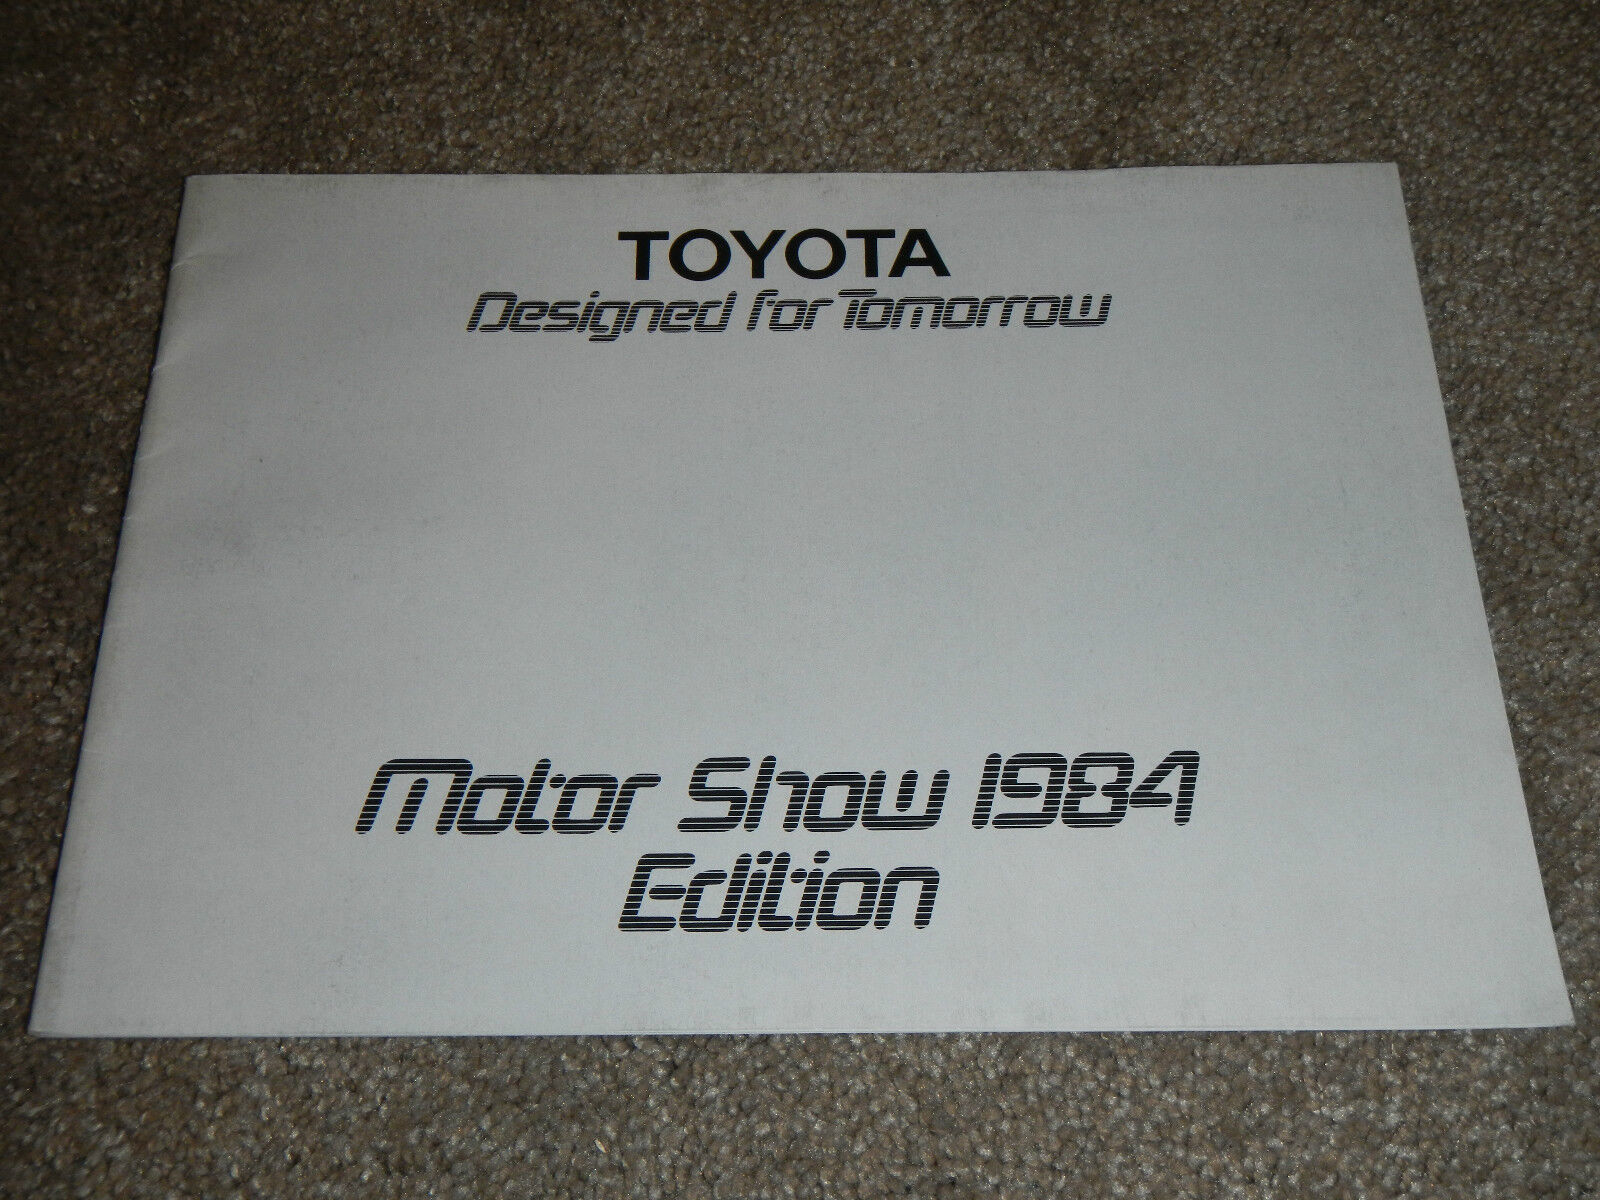 TOYOTA
Designed for Tomorrow
Motor Show 1984
Edition